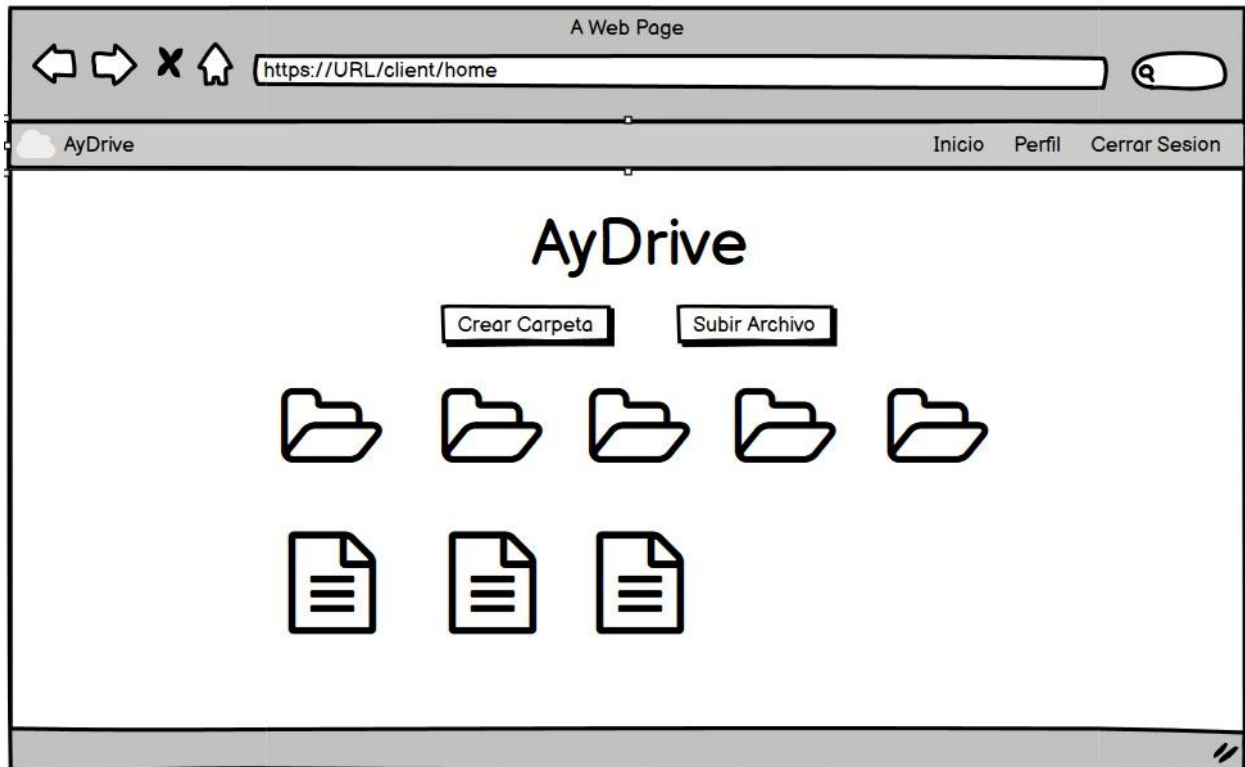 A Web Page
https://URL/client/home
AyDrive Inicio Perfil Cerrar Sesion
AyDrive
Crear Carpeta Subir Archivo